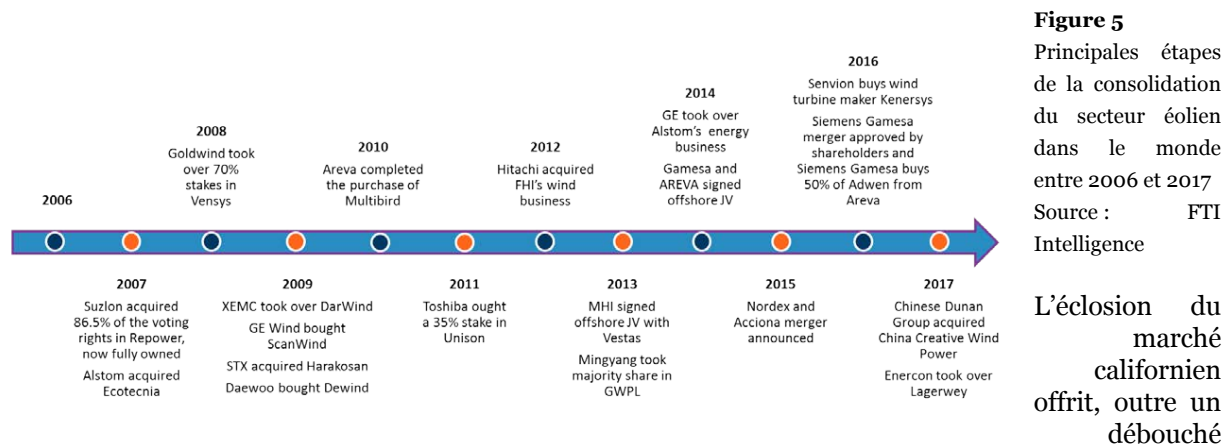 2006
2007
Suzlon acquired
86.5% of the voting
rights in Repower,
now fully owned
Alstom acquired
Ecotecnia
2008
Goldwind took
over 70%
stakes in
Vensys
2009
XEMC took over DarWind
GE Wind bought
ScanWind
STX acquired Harakosan
Daewoo bought Dewind
2010
Areva completed
the purchase of
Multibird
2011
Toshiba ought
a 35% stake in
Unison
2012
Hitachi acquired
FHI's wind
business
2013
MHI signed
offshore JV with
Vestas
Mingyang took
majority share in
GWPL
2014
GE took over
Alstom's energy
business
Gamesa and
AREVA signed
offshore JV
2015
Nordex and
Acciona merger
announced
2016
Senvion buys wind
turbine maker Kenersys
Siemens Gamesa
merger approved by
shareholders and
Siemens Gamesa buys
50% of Adwen from
Areva
2017
Chinese Dunan
Group acquired
China Creative Wind
Power
Enercon took over
Lagerwey
Figure 5
Principales étapes
de la consolidation
du secteur éolien
dans le monde
entre 2006 et 2017
Source : FTI
Intelligence
L’éclosion du
marché
californien
offrit, outre un
débouché